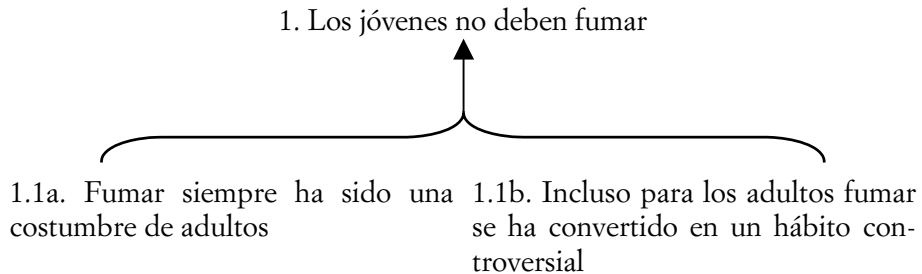 1. Los jóvenes no deben fumar
1.1a. Fumar siempre ha sido una
costumbre de adultos
1.1b. Incluso para los adultos fumar
se ha convertido en un hábito con-
troversial